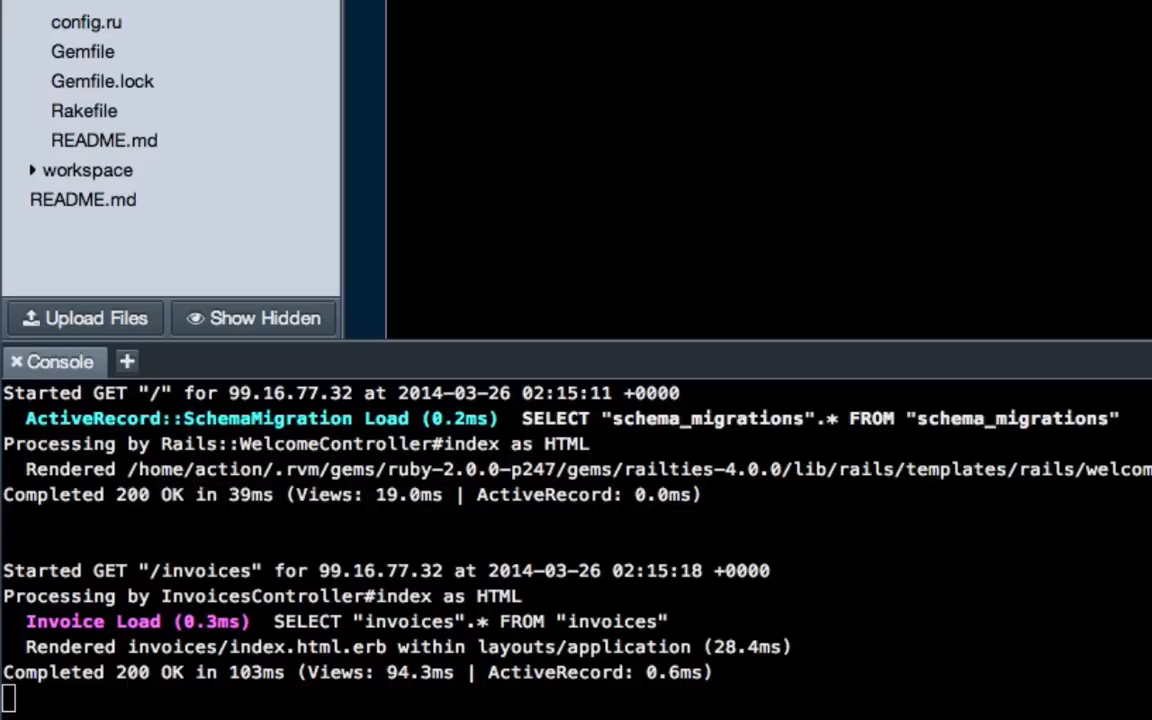 config.ru
Gemfile
Gemfile.lock
Rakefile
README.md
workspace
README.md
Upload Files
Show Hidden
Console
Started GET "/" for 99.16.77.32 at 2014-03-26 02:15:11 +0000
ActiveRecord::SchemaMigration Load (0.2ms) SELECT "schema_migrations".* FROM "schema_migrations"
Processing by Rails::WelcomeController#index as HTML
Rendered /home/action/.rvm/gems/ruby-2.0.0-p247/gems/railties-4.0.0/lib/rails/templates/rails/welcom
Completed 200 OK in 39ms (Views: 19.0ms | ActiveRecord: 0.0ms)
Started GET "/invoices" for 99.16.77.32 at 2014-03-26 02:15:18 +0000
Processing by InvoicesController#index as HTML
Invoice Load (0.3ms) SELECT "invoices".* FROM "invoices"
Rendered invoices/index.html.erb within layouts/application (28.4ms)
Completed 200 OK in 103ms (Views: 94.3ms | ActiveRecord: 0.6ms)